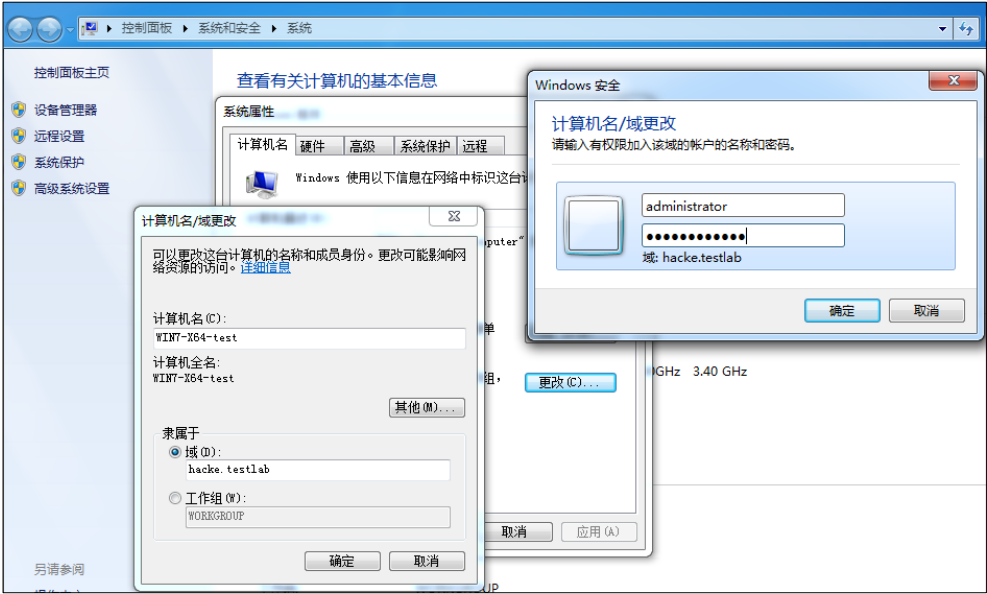 控制面板 ▸ 系统和安全 ▸ 系统
控制面板主页
设备管理器
远程设置
系统保护
高级系统设置
另请参阅
查看有关计算机的基本信息
系统属性
计算机名 硬件 高级 系统保护 远程
Windows 使用以下信息在网络中标识这台
puter"
单
组，
更改(C)...
GHz 3.40 GHz
取消
应用(A)
UP
计算机名/域更改
可以更改这台计算机的名称和成员身份。更改可能影响网
络资源的访问。详细信息
计算机名(C):
WIN7-X64-test
计算机全名:
WIN7-X64-test
其他(M)...
隶属于
域(D):
hacke.testlab
工作组(W):
WORKGROUP
确定
取消
Windows 安全
计算机名/域更改
请输入有权限加入该域的帐户的名称和密码。
administrator
●●●●●●●●●●●●
域: hacke.testlab
确定
取消